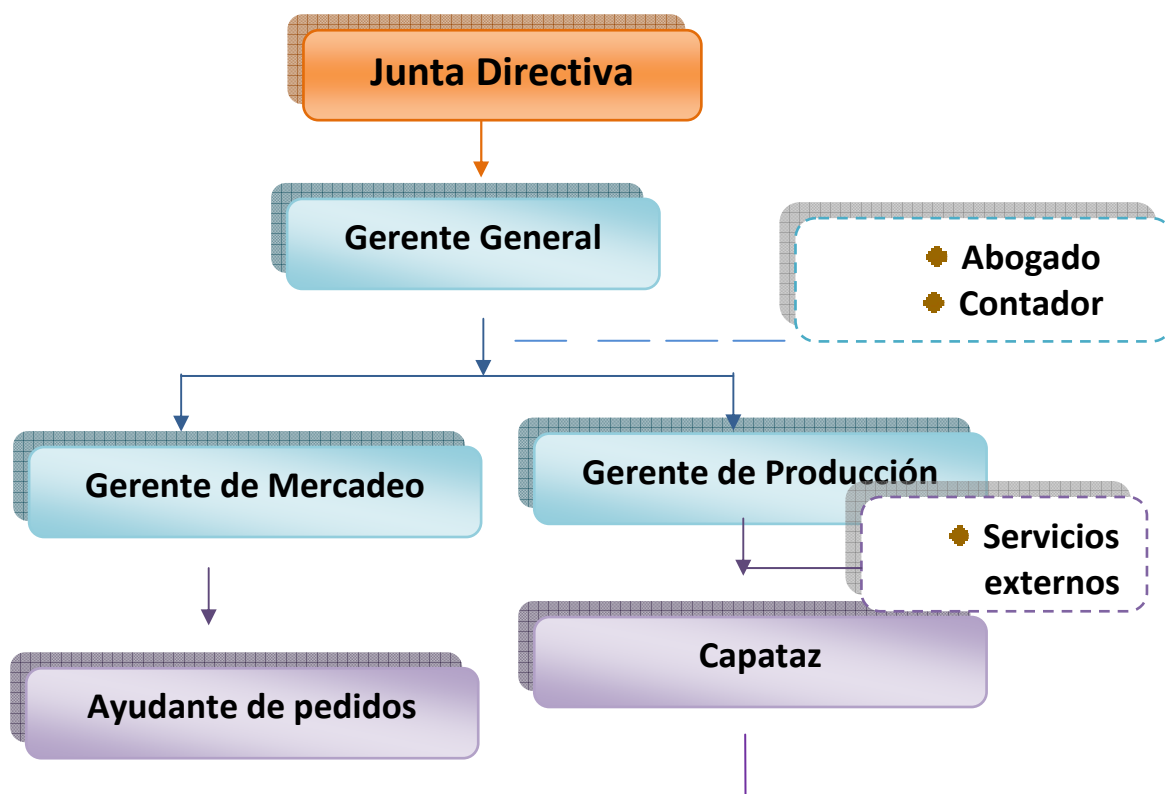 Junta Directiva
Gerente General
Abogado
Contador
Gerente de Mercadeo
Gerente de Producción
Servicios
externos
Capataz
Ayudante de pedidos